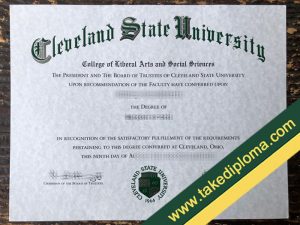 Cleveland State University
College of Liberal Arts and Social Sciences
The President and The Board of Trustees of Cleveland State University
upon recommendation of the Faculty have conferred upon
the Degree of
in recognition of the satisfactory fulfillment of the requirements
pertaining to this degree conferred at Cleveland, Ohio,
this ninth day of
Chairman of the Board of Trustees
CLEVELAND STATE UNIVERSITY
1964
www.takediploma.com